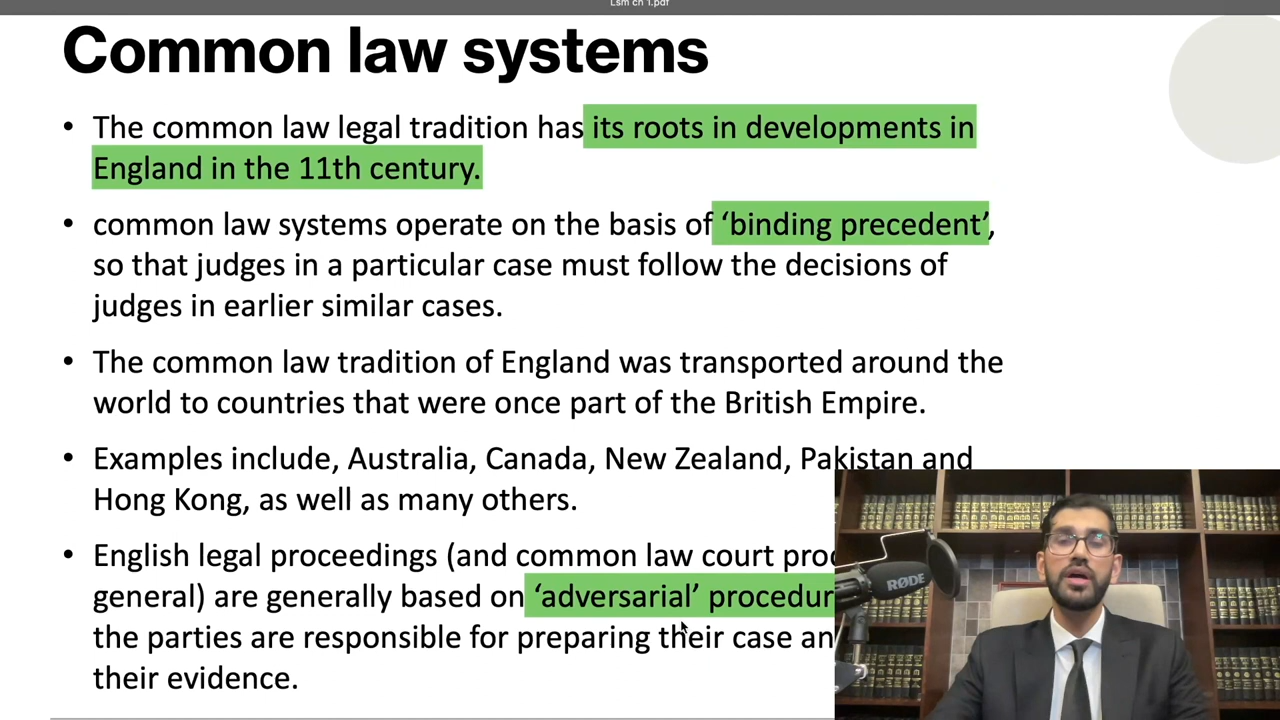 Lsm ch 1.pdf
Common law systems
• The common law legal tradition has its roots in developments in
England in the 11th century.
• common law systems operate on the basis of ‘binding precedent’,
so that judges in a particular case must follow the decisions of
judges in earlier similar cases.
• The common law tradition of England was transported around the
world to countries that were once part of the British Empire.
• Examples include, Australia, Canada, New Zealand, Pakistan and
Hong Kong, as well as many others.
• English legal proceedings (and common law court
general) are generally based on ‘adversarial’
the parties are responsible for preparing their case
their evidence.
RØDE